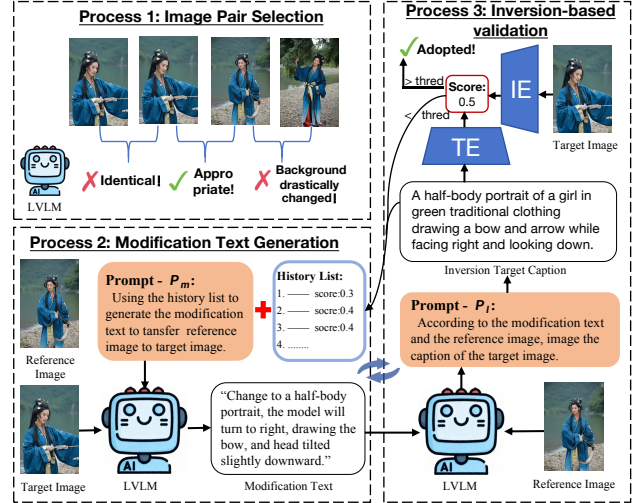 Process 1: Image Pair Selection
Identical!
Appro
priate!
Background
drastically
changed!
AI
LVLM
Process 2: Modification Text Generation
Reference
Image
Prompt - Pm:
Using the history list to
generate the modification
text to tansfer reference
image to target image.
History List:
1. —— socre:0.3
2. —— socre:0.4
3. —— socre:0.4
4. ........
Target Image
AI
LVLM
“Change to a half-body
portrait, the model will
turn to right, drawing the
bow, and head tilted
slightly downward.”
Modification Text
Process 3: Inversion-based
validation
Adopted!
> thred
< thred
Score:
0.5
IE
TE
Target Image
A half-body portrait of a girl in
green traditional clothing
drawing a bow and arrow while
facing right and looking down.
Inversion Target Caption
Prompt - PI:
According to the modification text
and the reference image, image the
caption of the target image.
AI
LVLM
Reference Image